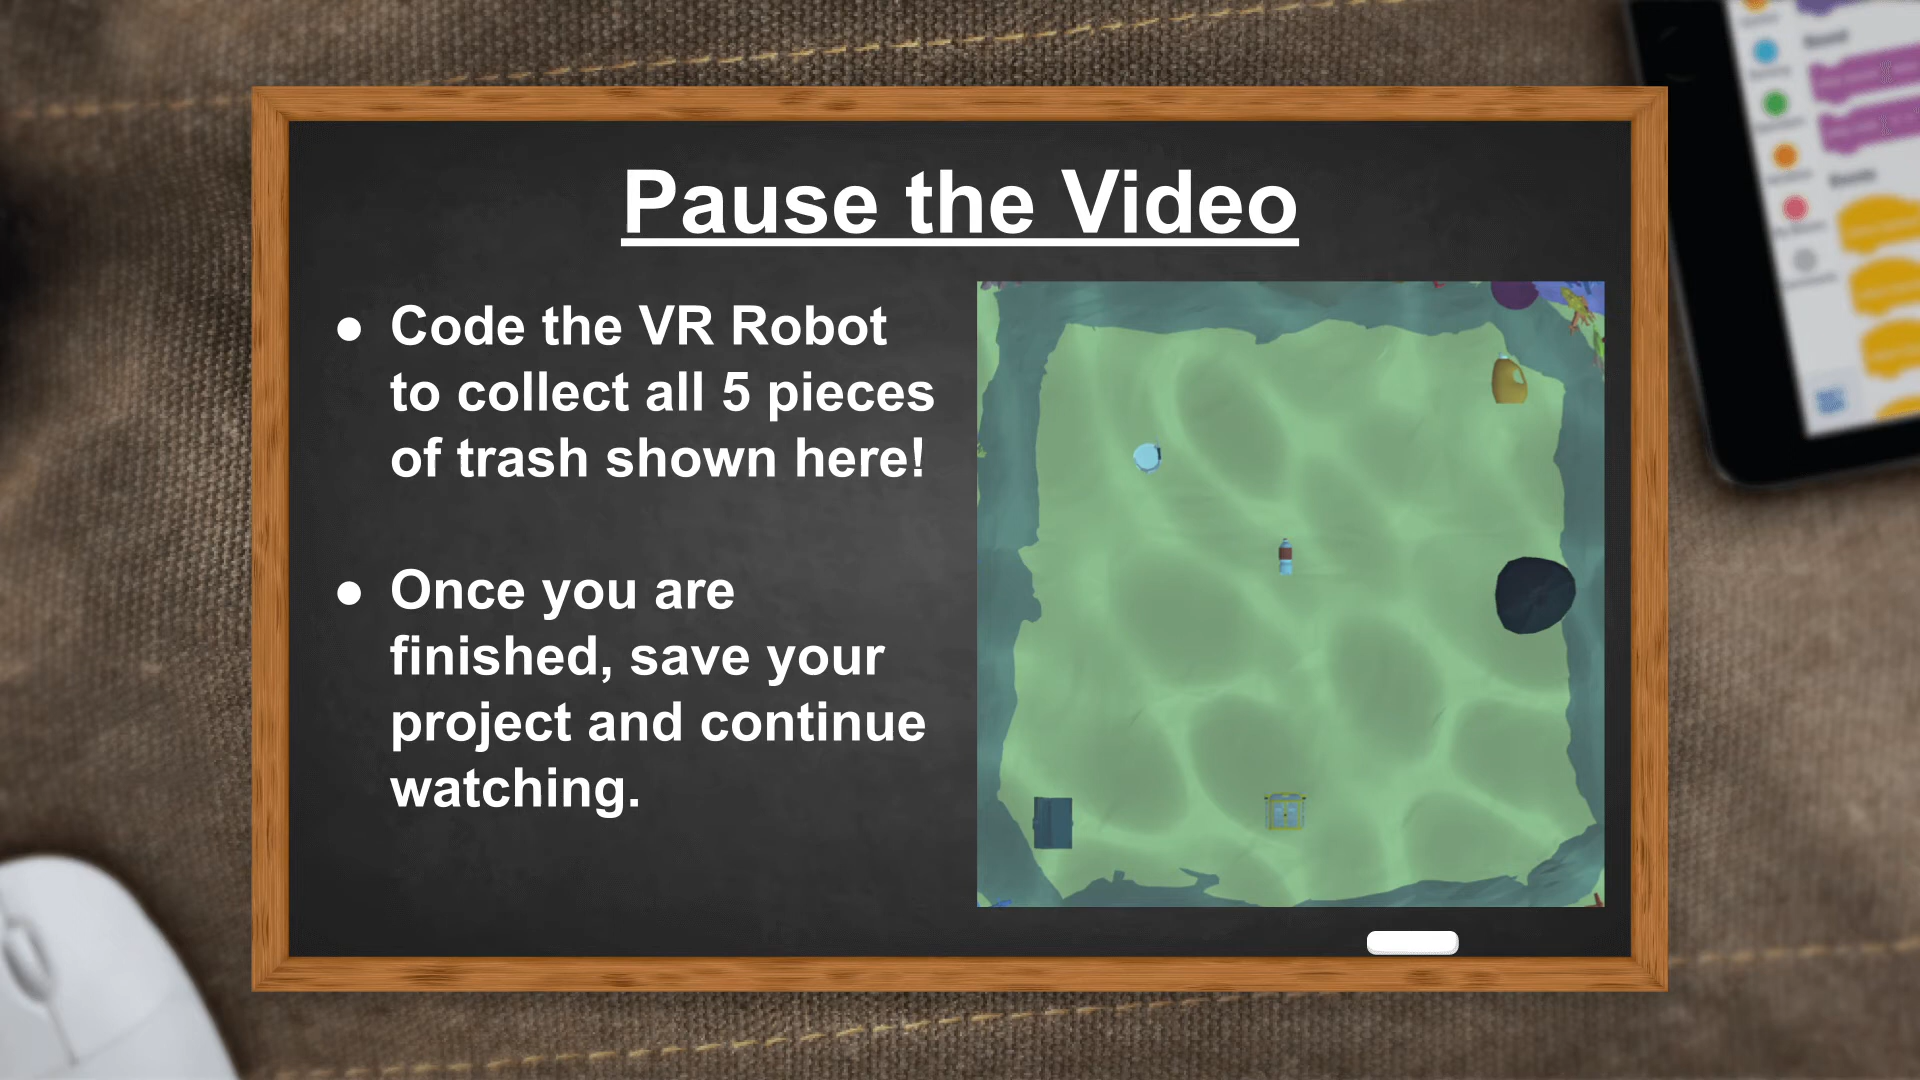 Pause the Video
● Code the VR Robot
to collect all 5 pieces
of trash shown here!
● Once you are
finished, save your
project and continue
watching.